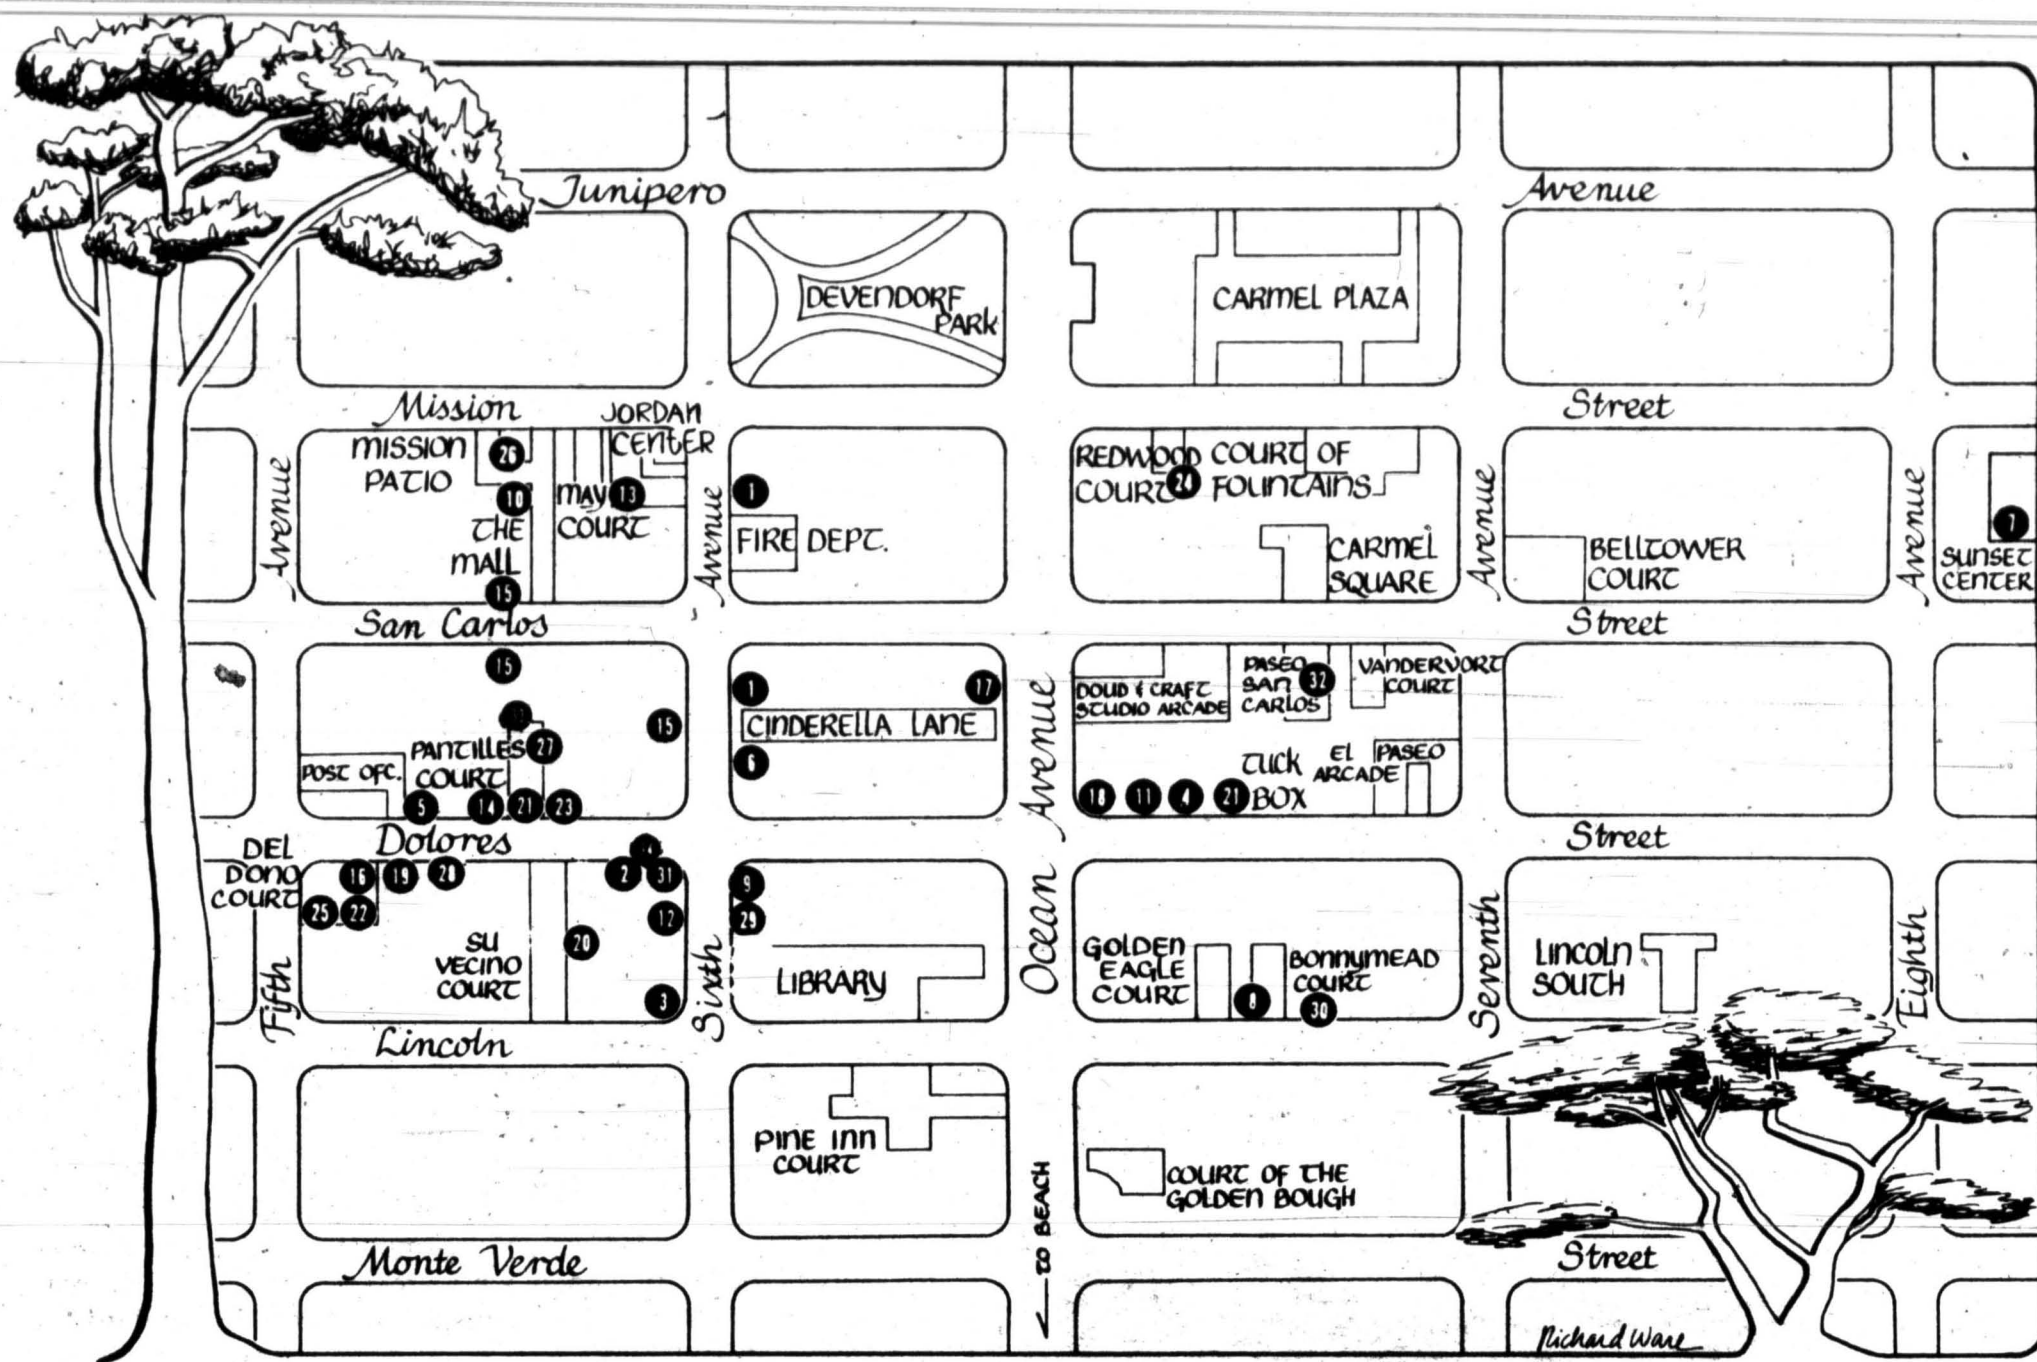 Junipero
Avenue
DEVENDORF
PARK
CARMEL PLAZA
Mission
Street
MISSION
PATIO
26
10
THE
MALL
15
MAY
COURT
13
JORDAN
CENTER
Avenue
Avenue
1
FIRE DEPT.
REDWOOD
COURT
24
COURT OF
FOUNTAINS
CARMEL
SQUARE
Avenue
BELLTOWER
COURT
Avenue
7
SUNSET
CENTER
San Carlos
Street
15
15
PANTILLES
COURT
27
POST OFC.
5
14
21
23
1
17
CINDERELLA LANE
6
Ocean Avenue
DOUD & CRAFT
STUDIO ARCADE
PASEO
SAN
CARLOS
32
VANDERVORT
COURT
TUCK
BOX
EL PASEO
ARCADE
18
11
4
21
Dolores
Street
DEL
DONO
COURT
16
19
28
25
22
SU
VECINO
COURT
20
2
31
12
3
9
29
LIBRARY
GOLDEN
EAGLE
COURT
8
BONNYMEAD
COURT
30
LINCOLN
SOUTH
Fifth
Sixth
Seventh
Eighth
Lincoln
PINE INN
COURT
COURT OF THE
GOLDEN BOUGH
TO BEACH
Monte Verde
Street
Richard Ware